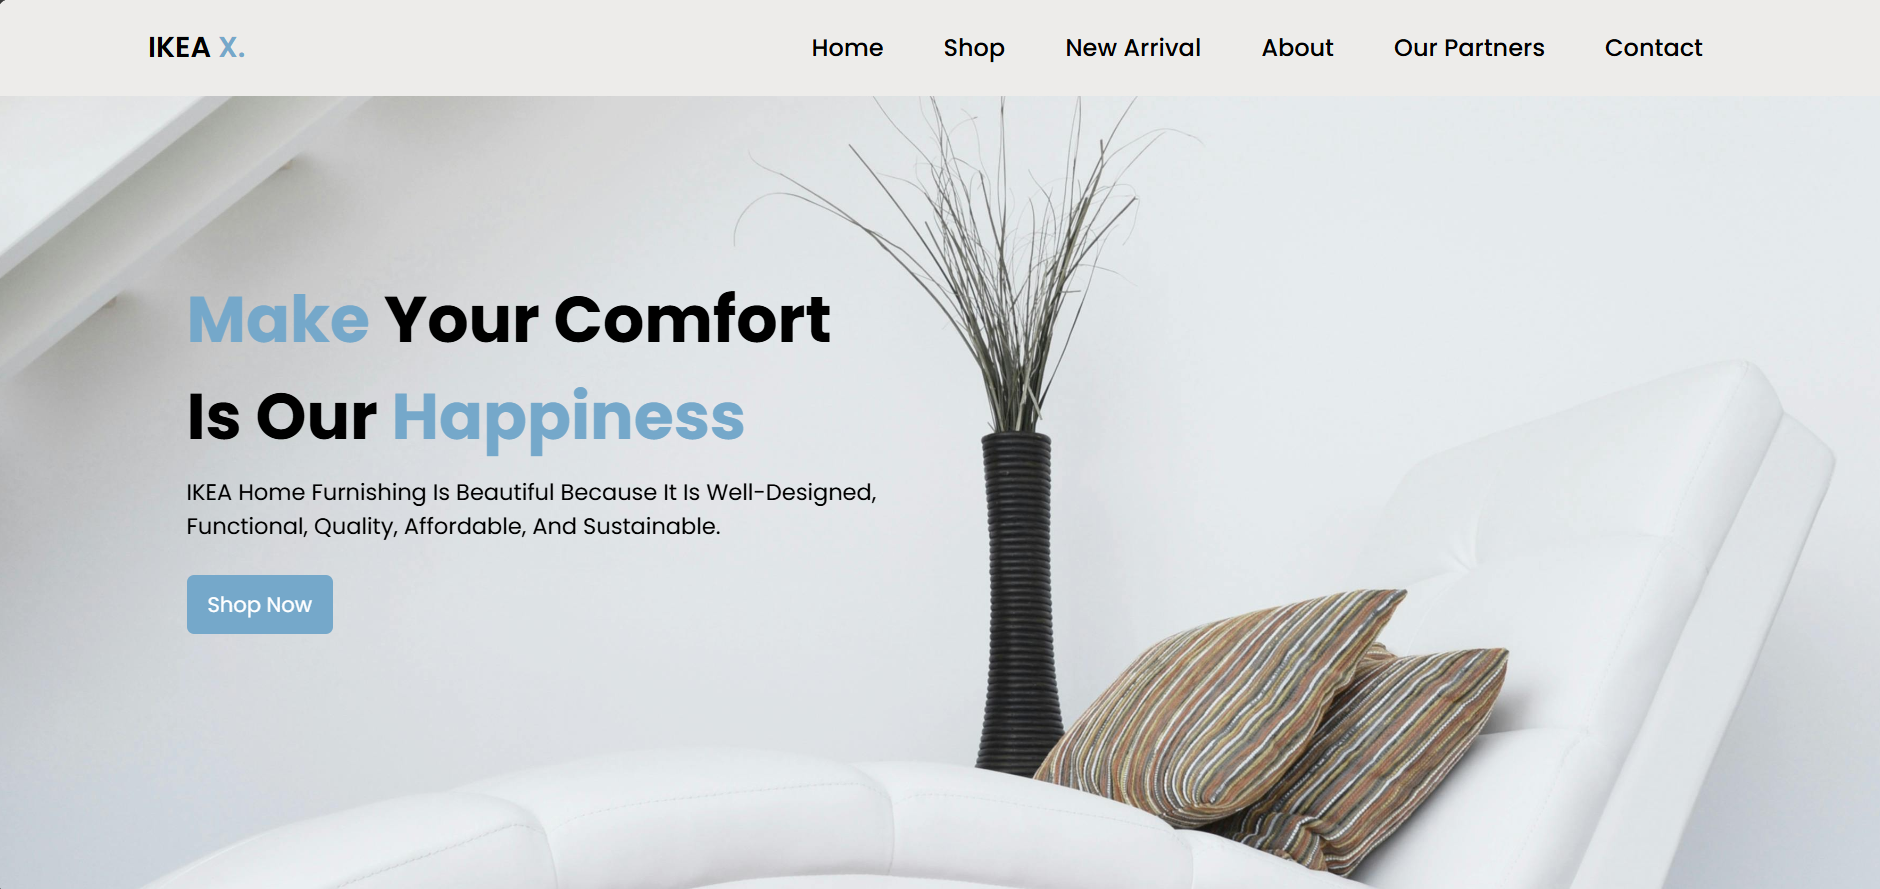 IKEA X.
Home Shop New Arrival About Our Partners Contact
Make Your Comfort
Is Our Happiness
IKEA Home Furnishing Is Beautiful Because It Is Well-Designed,
Functional, Quality, Affordable, And Sustainable.
Shop Now